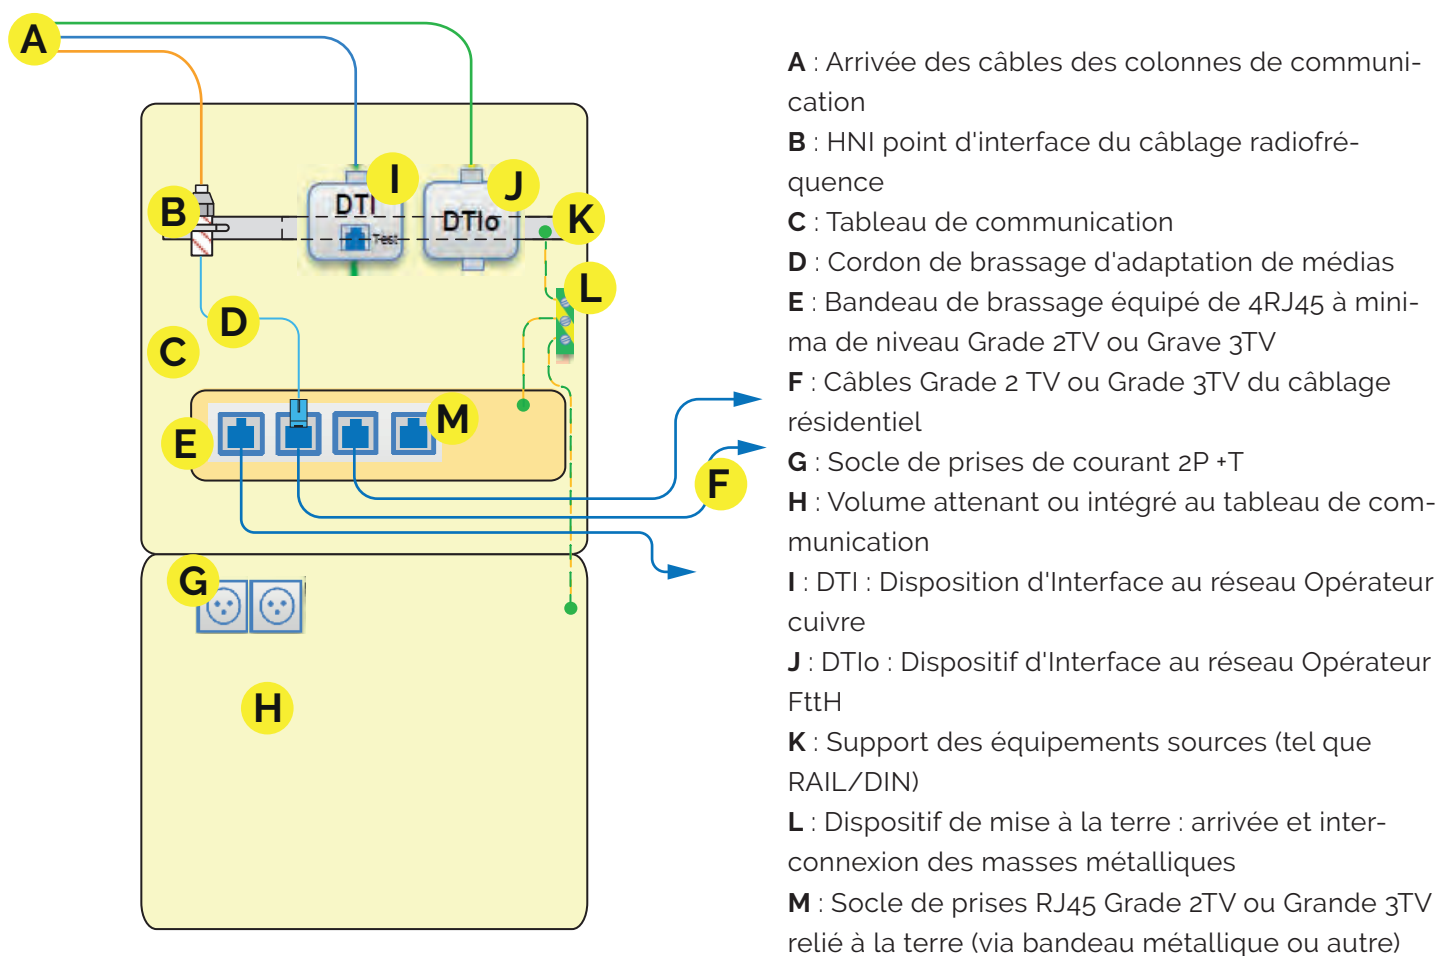 A
B
I
DTI
Test
J
DTIo
K
L
D
C
E
M
F
G
H
A : Arrivée des câbles des colonnes de communi-
cation
B : HNI point d'interface du câblage radiofré-
quence
C : Tableau de communication
D : Cordon de brassage d'adaptation de médias
E : Bandeau de brassage équipé de 4RJ45 à mini-
ma de niveau Grade 2TV ou Grave 3TV
F : Câbles Grade 2 TV ou Grade 3TV du câblage
résidentiel
G : Socle de prises de courant 2P +T
H : Volume attenant ou intégré au tableau de com-
munication
I : DTI : Disposition d'Interface au réseau Opérateur
cuivre
J : DTIo : Dispositif d'Interface au réseau Opérateur
FttH
K : Support des équipements sources (tel que
RAIL/DIN)
L : Dispositif de mise à la terre : arrivée et inter-
connexion des masses métalliques
M : Socle de prises RJ45 Grade 2TV ou Grande 3TV
relié à la terre (via bandeau métallique ou autre)